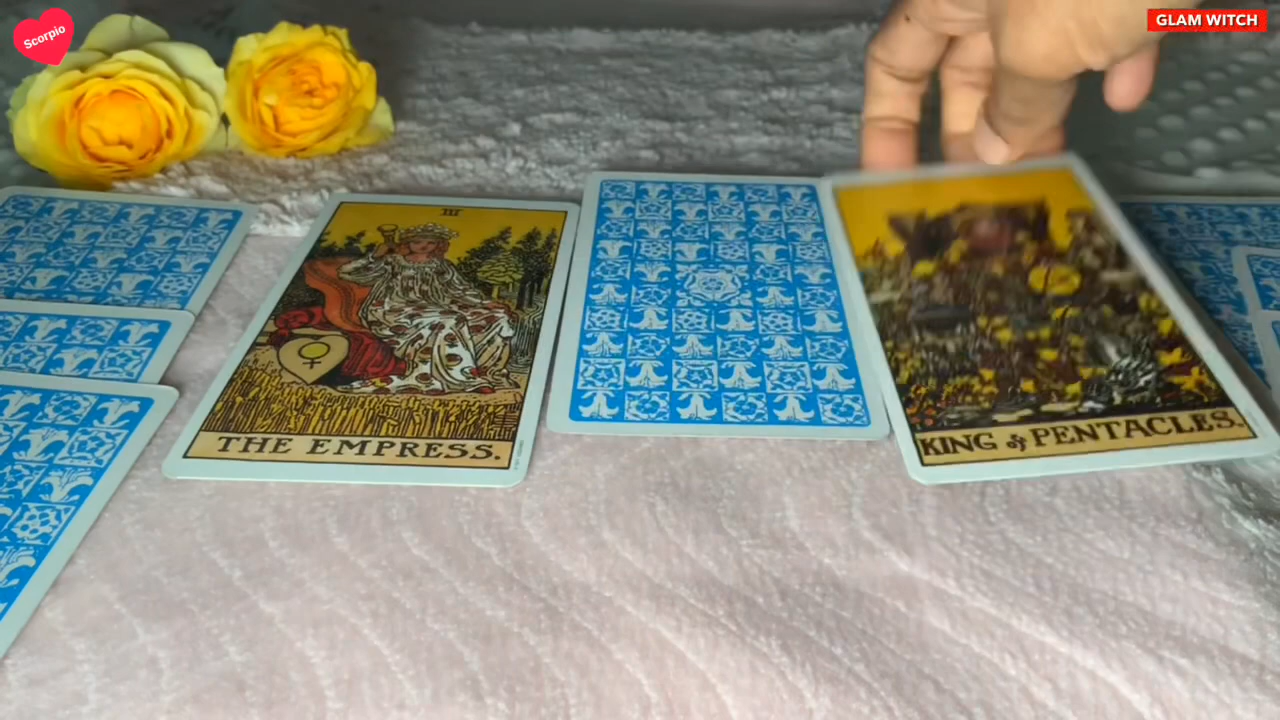 Scorpio
GLAM WITCH
III
THE EMPRESS.
KING of PENTACLES.